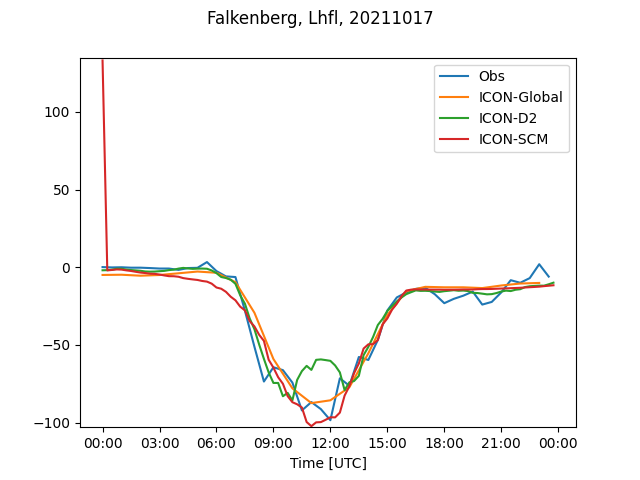 Falkenberg, Lhfl, 20211017
Obs
ICON-Global
ICON-D2
ICON-SCM
100
50
0
−50
−100
00:00 03:00 06:00 09:00 12:00 15:00 18:00 21:00 00:00
Time [UTC]